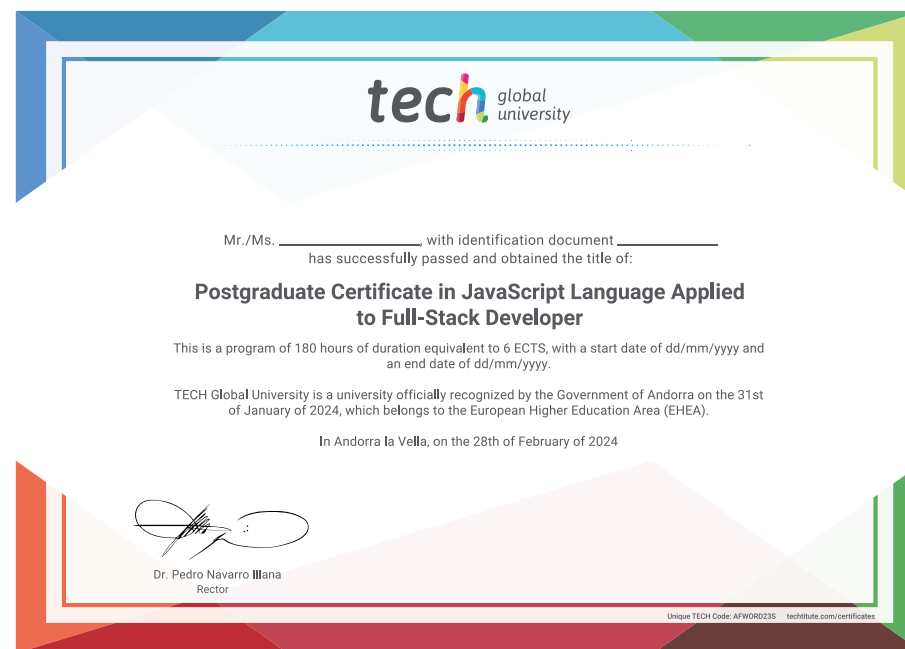 tech global
university
Mr./Ms. ____________, with identification document ____________
has successfully passed and obtained the title of:
Postgraduate Certificate in JavaScript Language Applied
to Full-Stack Developer
This is a program of 180 hours of duration equivalent to 6 ECTS, with a start date of dd/mm/yyyy and
an end date of dd/mm/yyyy.
TECH Global University is a university officially recognized by the Government of Andorra on the 31st
of January of 2024, which belongs to the European Higher Education Area (EHEA).
In Andorra la Vella, on the 28th of February of 2024
Dr. Pedro Navarro Illana
Rector
Unique TECH Code: AFWORD23S techtitute.com/certificates